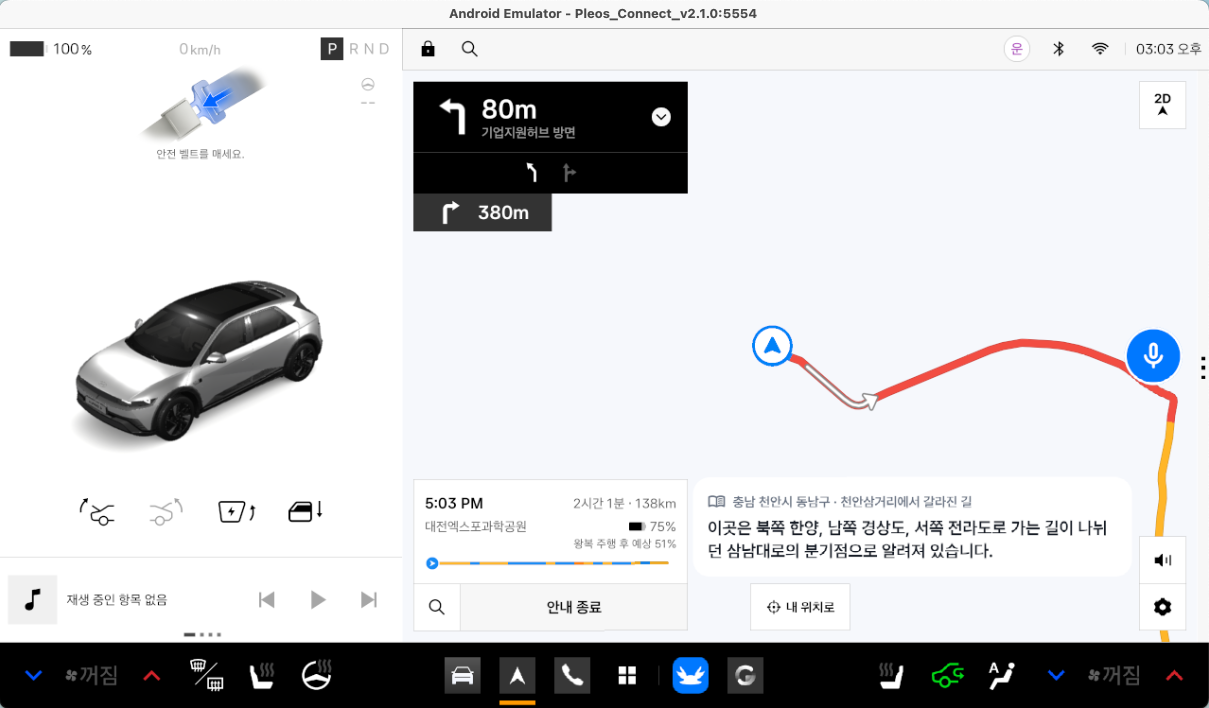 Android Emulator - Pleos_Connect_v2.1.0:5554
100%
0km/h
P R N D
운
03:03 오후
--
안전 벨트를 매세요.
80m
기업지원허브 방면
380m
2D
5:03 PM
2시간 1분 · 138km
대전엑스포과학공원
75%
왕복 주행 후 예상 51%
안내 종료
충남 천안시 동남구 · 천안삼거리에서 갈라진 길
이곳은 북쪽 한양, 남쪽 경상도, 서쪽 전라도로 가는 길이 나뉘
던 삼남대로의 분기점으로 알려져 있습니다.
내 위치로
재생 중인 항목 없음
꺼짐
G
A
꺼짐